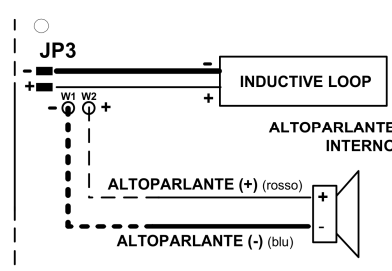 JP3
- -
INDUCTIVE LOOP
+ +
- W1 W2 +
ALTOPARLANTE
INTERNO
ALTOPARLANTE (+) (rosso)
+
-
ALTOPARLANTE (-) (blu)